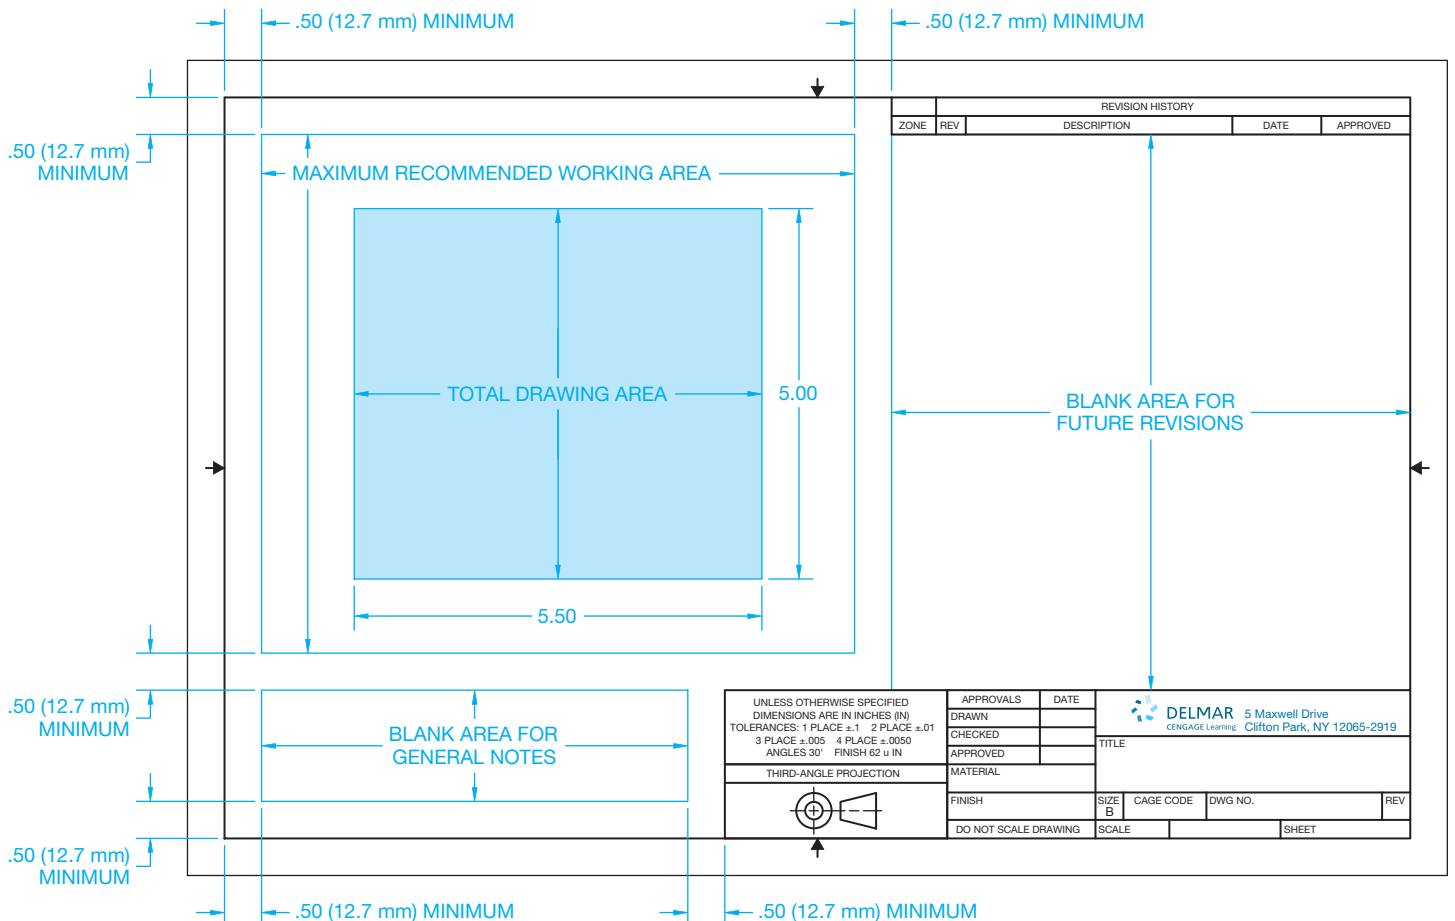 .50 (12.7 mm) MINIMUM
.50 (12.7 mm) MINIMUM
REVISION HISTORY
ZONE REV DESCRIPTION DATE APPROVED
.50 (12.7 mm)
MINIMUM
MAXIMUM RECOMMENDED WORKING AREA
TOTAL DRAWING AREA
5.00
BLANK AREA FOR
FUTURE REVISIONS
5.50
.50 (12.7 mm)
MINIMUM
BLANK AREA FOR
GENERAL NOTES
UNLESS OTHERWISE SPECIFIED
DIMENSIONS ARE IN INCHES (IN)
TOLERANCES: 1 PLACE ±.1 2 PLACE ±.01
3 PLACE ±.005 4 PLACE ±.0050
ANGLES 30' FINISH 62 u IN
THIRD-ANGLE PROJECTION
APPROVALS DATE
DRAWN
CHECKED
APPROVED
MATERIAL
FINISH
DO NOT SCALE DRAWING
DELMAR
CENGAGE Learning
5 Maxwell Drive
Clifton Park, NY 12065-2919
TITLE
SIZE CAGE CODE DWG NO. REV
B
SCALE SHEET
.50 (12.7 mm)
MINIMUM
.50 (12.7 mm) MINIMUM
.50 (12.7 mm) MINIMUM